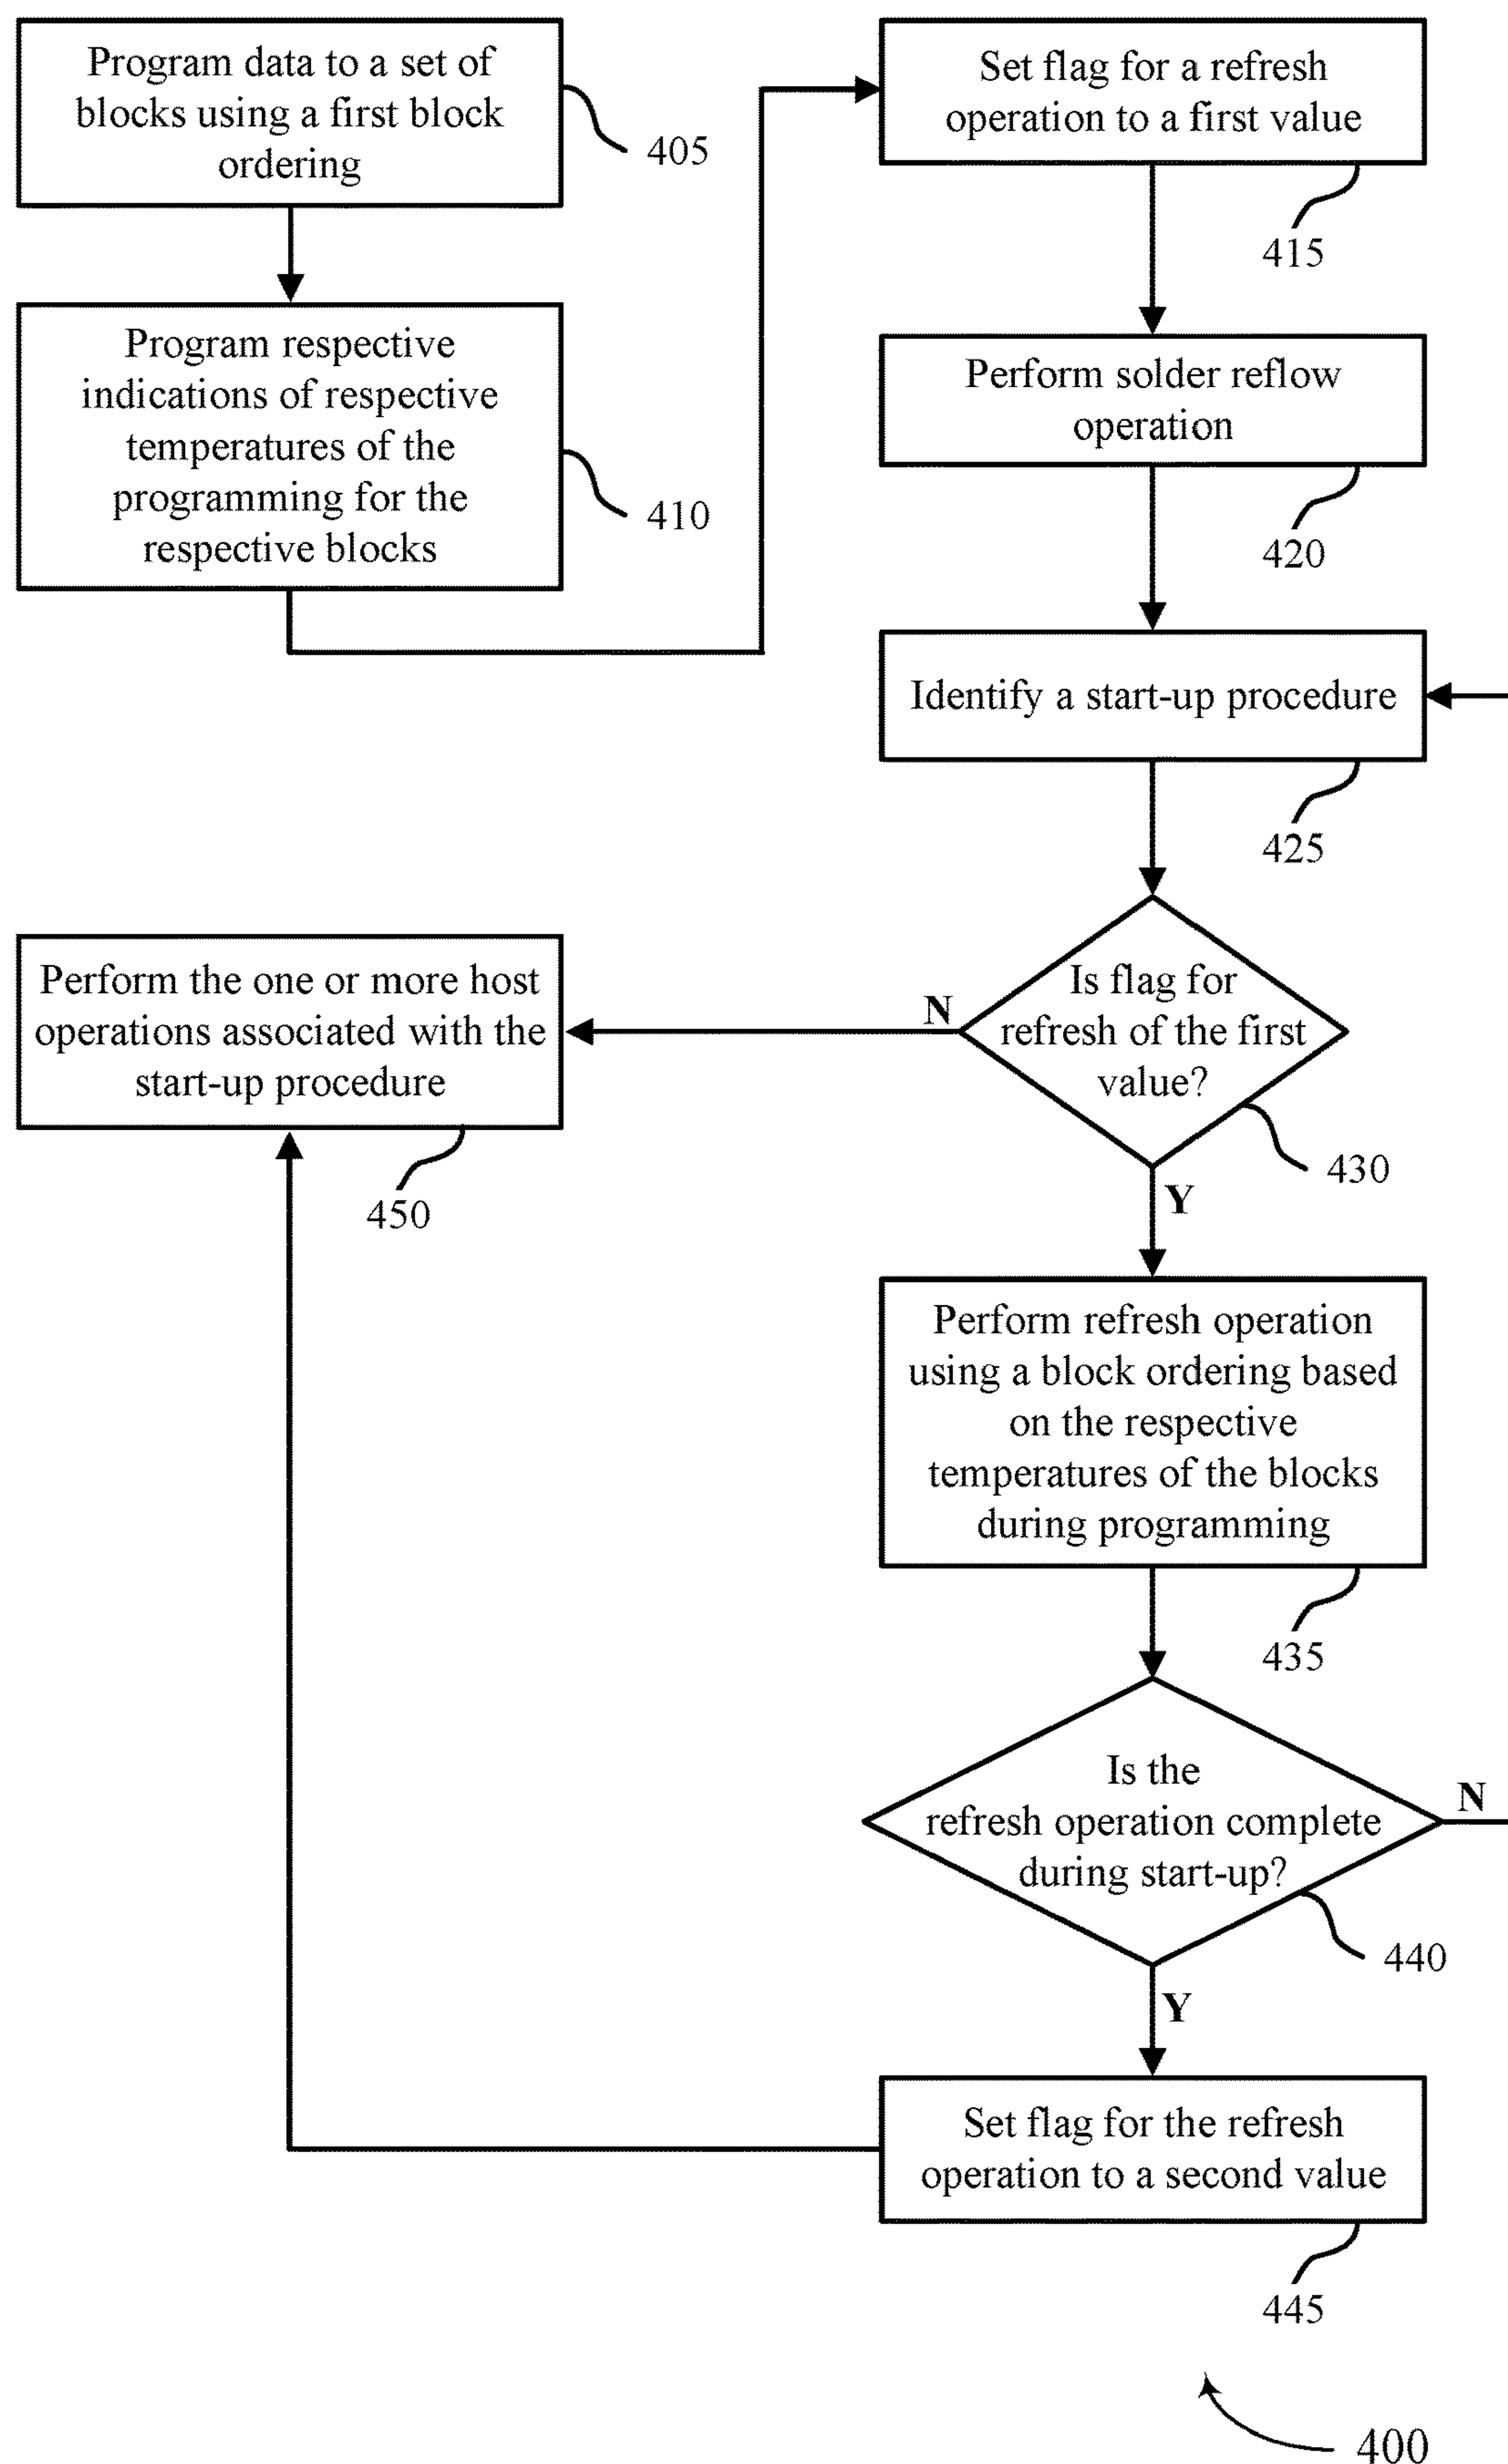 Program data to a set of
blocks using a first block
ordering
405
Program respective
indications of respective
temperatures of the
programming for the
respective blocks
410
Set flag for a refresh
operation to a first value
415
Perform solder reflow
operation
420
Identify a start-up procedure
425
Is flag for
refresh of the first
value?
430
N
Y
Perform the one or more host
operations associated with the
start-up procedure
450
Perform refresh operation
using a block ordering based
on the respective
temperatures of the blocks
during programming
435
Is the
refresh operation complete
during start-up?
440
N
Y
Set flag for the refresh
operation to a second value
445
400